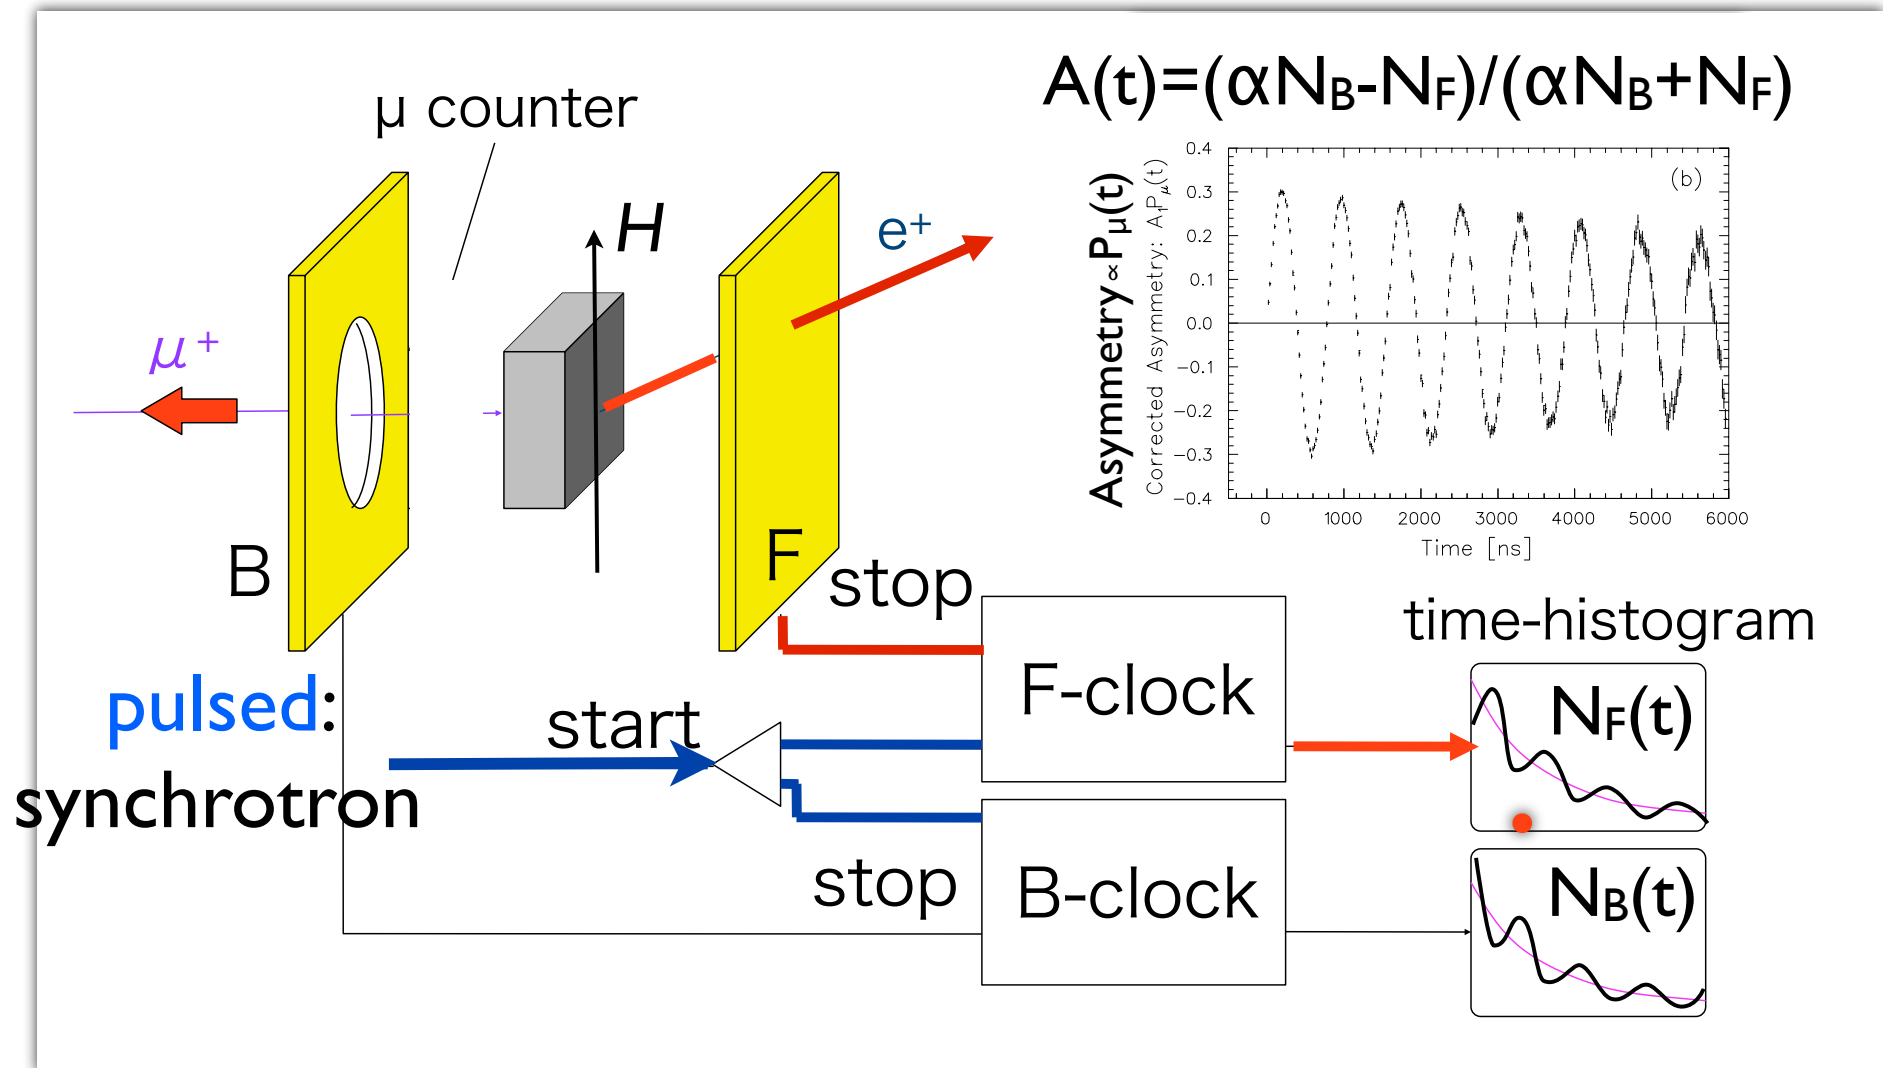 A(t)=(αNB-NF)/(αNB+NF)
μ counter
H
e⁺
μ⁺
B
F
Asymmetry∝Pμ(t)
Corrected Asymmetry: A₁Pμ(t)
(b)
0.4
0.3
0.2
0.1
0.0
−0.1
−0.2
−0.3
−0.4
0 1000 2000 3000 4000 5000 6000
Time [ns]
stop
time-histogram
F-clock
NF(t)
pulsed:
start
synchrotron
stop
B-clock
NB(t)